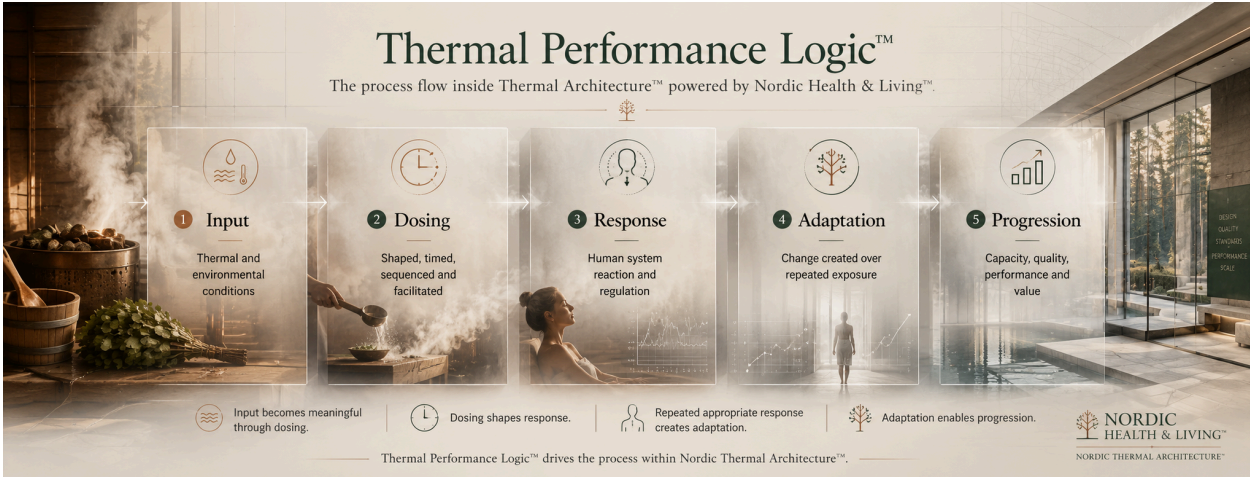 Thermal Performance Logic™
The process flow inside Thermal Architecture™ powered by Nordic Health & Living™.
1 Input
Thermal and
environmental
conditions
2 Dosing
Shaped, timed,
sequenced and
facilitated
3 Response
Human system
reaction and
regulation
4 Adaptation
Change created over
repeated exposure
5 Progression
Capacity, quality,
performance and
value
DESIGN
QUALITY
STANDARDS
PERFORMANCE
SCALE
Input becomes meaningful
through dosing.
Dosing shapes response.
Repeated appropriate response
creates adaptation.
Adaptation enables progression.
Thermal Performance Logic™ drives the process within Nordic Thermal Architecture™.
NORDIC
HEALTH & LIVING™
NORDIC THERMAL ARCHITECTURE™